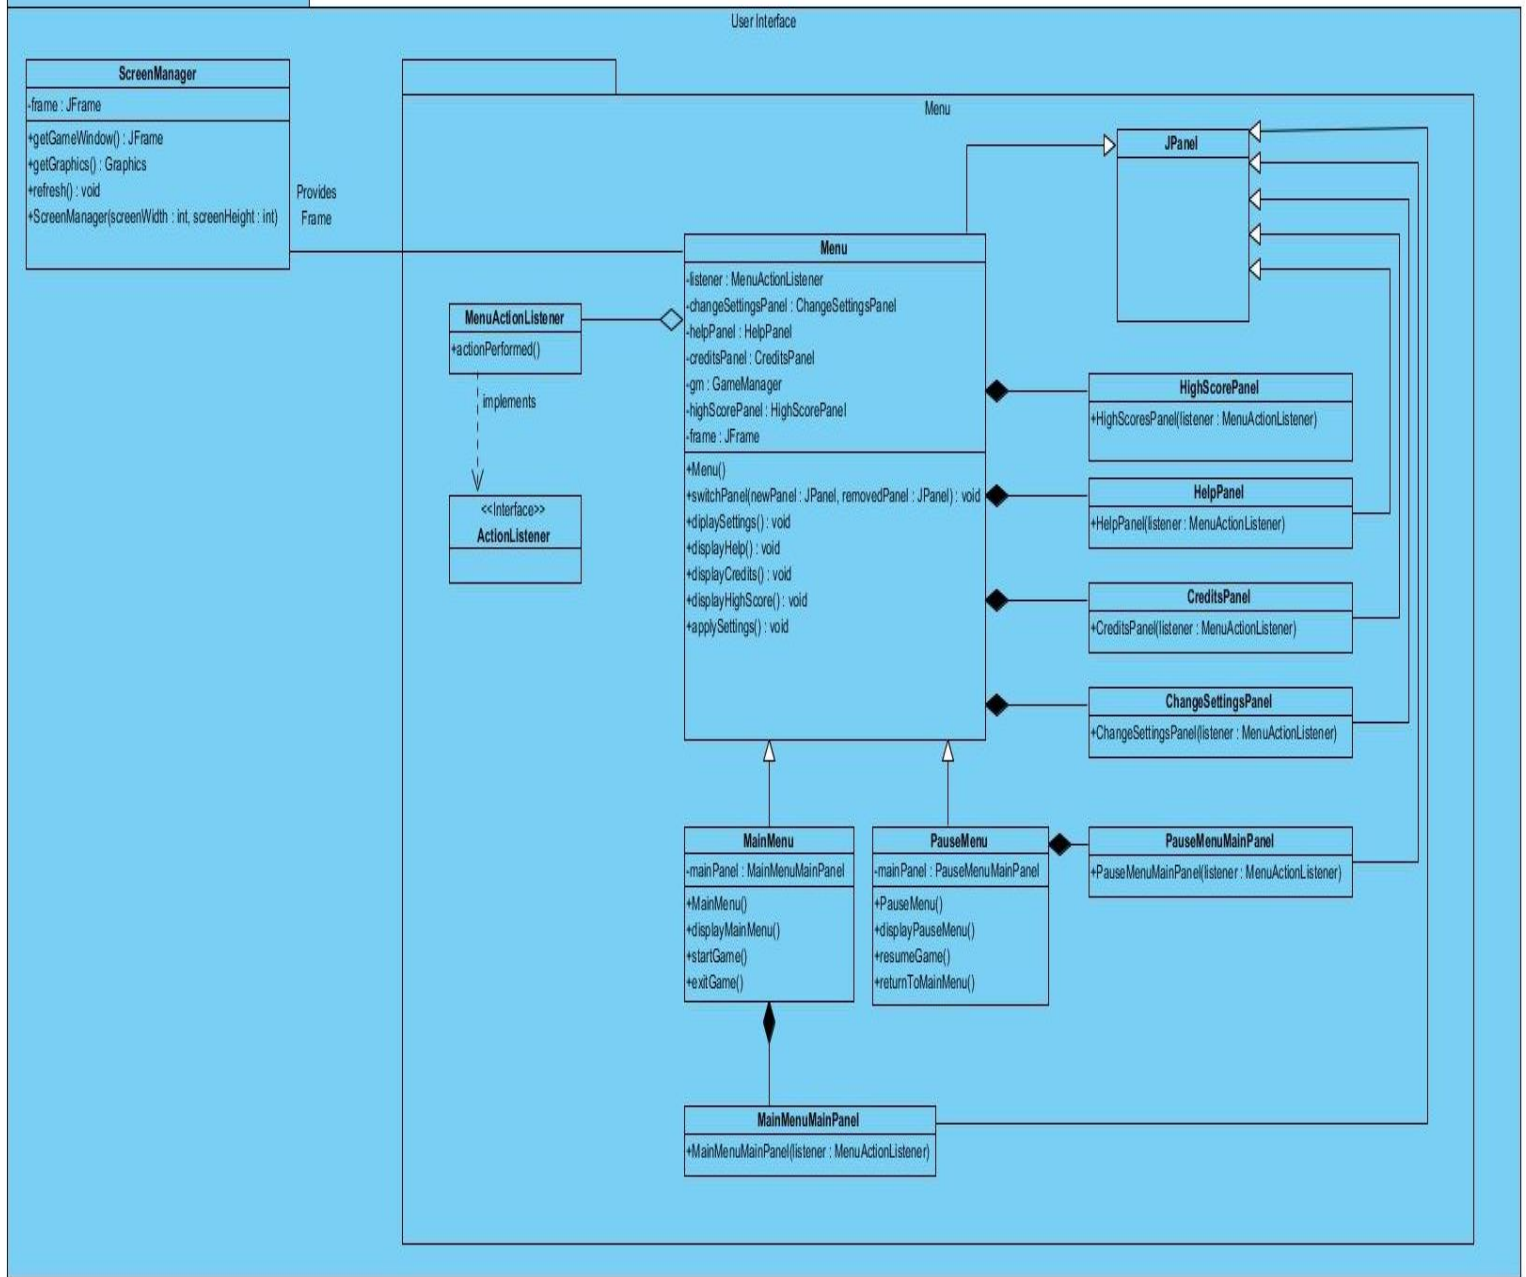 User Interface
ScreenManager
-frame : JFrame
+getGameWindow() : JFrame
+getGraphics() : Graphics
+refresh() : void
+ScreenManager(screenWidth : int, screenHeight : int)
Provides
Frame
Menu
JPanel
Menu
-listener : MenuActionListener
-changeSettingsPanel : ChangeSettingsPanel
-helpPanel : HelpPanel
-creditsPanel : CreditsPanel
-gm : GameManager
-highScorePanel : HighScorePanel
-frame : JFrame
+Menu()
+switchPanel(newPanel : JPanel, removedPanel : JPanel) : void
+diplaySettings() : void
+displayHelp() : void
+displayCredits() : void
+displayHighScore() : void
+applySettings() : void
MenuActionListener
+actionPerformed()
implements
<<Interface>>
ActionListener
HighScorePanel
+HighScoresPanel(listener : MenuActionListener)
HelpPanel
+HelpPanel(listener : MenuActionListener)
CreditsPanel
+CreditsPanel(listener : MenuActionListener)
ChangeSettingsPanel
+ChangeSettingsPanel(listener : MenuActionListener)
MainMenu
-mainPanel : MainMenuMainPanel
+MainMenu()
+displayMainMenu()
+startGame()
+exitGame()
PauseMenu
-mainPanel : PauseMenuMainPanel
+PauseMenu()
+displayPauseMenu()
+resumeGame()
+returnToMainMenu()
PauseMenuMainPanel
+PauseMenuMainPanel(listener : MenuActionListener)
MainMenuMainPanel
+MainMenuMainPanel(listener : MenuActionListener)